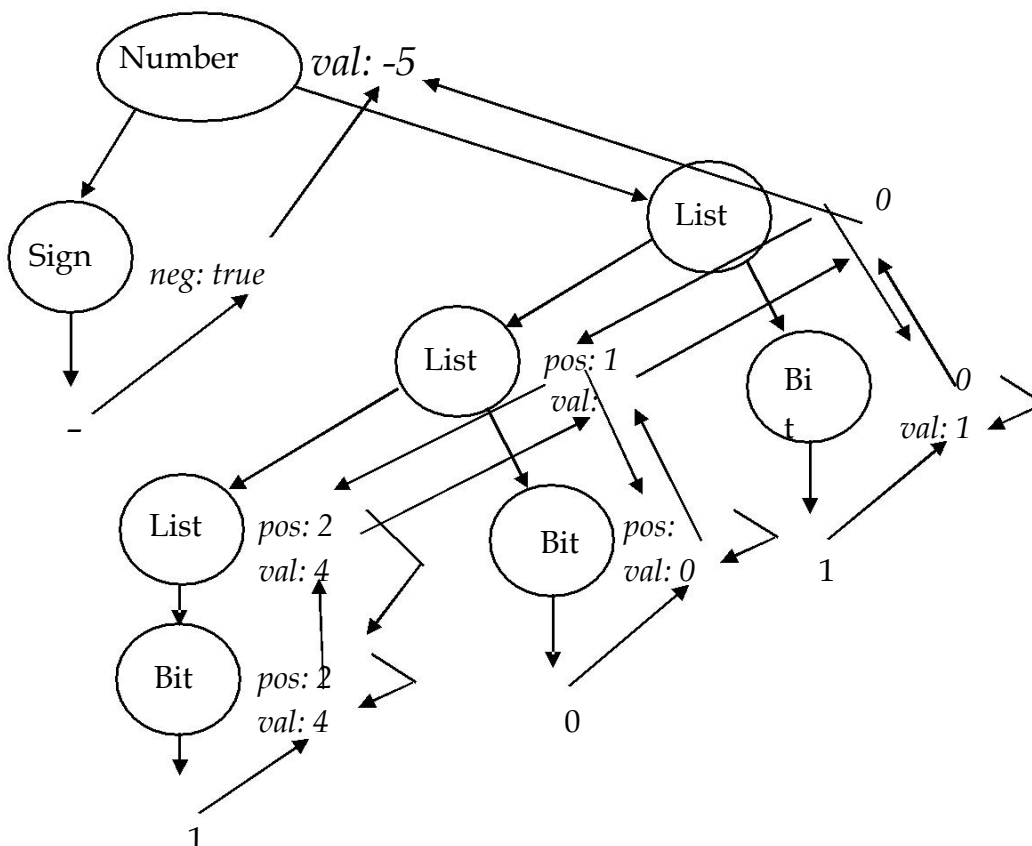 Number
val: -5
List
0
Sign
neg: true
List
pos: 1
val:
Bi
t
0
val: 1
–
List
pos: 2
val: 4
Bit
pos:
val: 0
1
Bit
pos: 2
val: 4
0
1